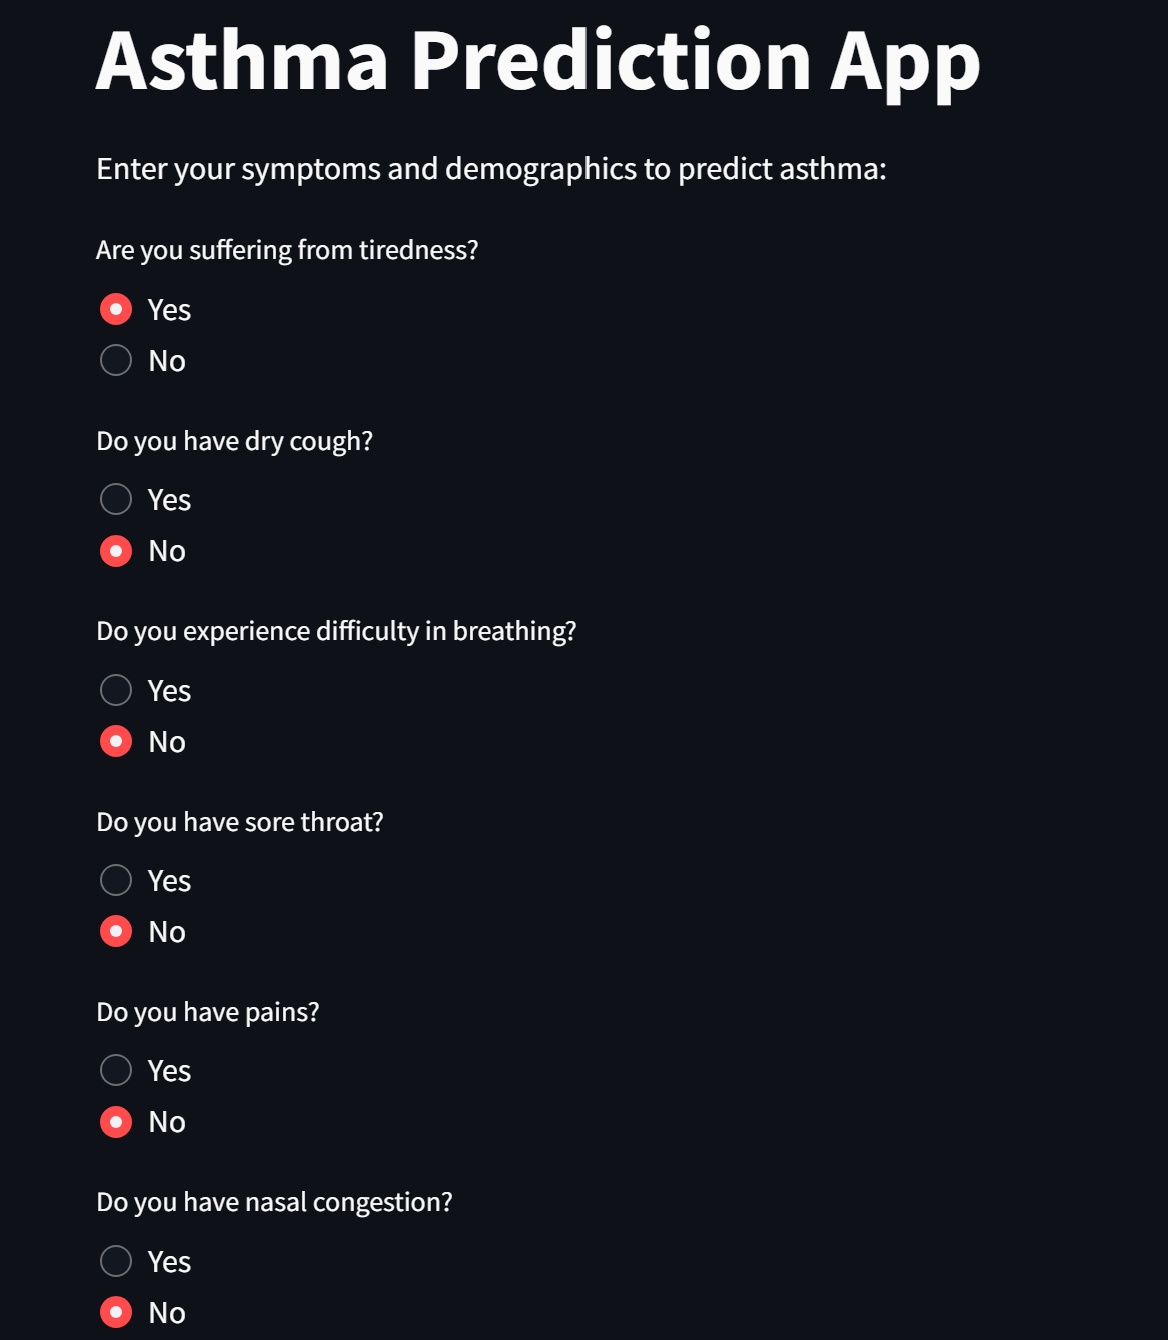 Asthma Prediction App
Enter your symptoms and demographics to predict asthma:
Are you suffering from tiredness?
Yes
No
Do you have dry cough?
Yes
No
Do you experience difficulty in breathing?
Yes
No
Do you have sore throat?
Yes
No
Do you have pains?
Yes
No
Do you have nasal congestion?
Yes
No